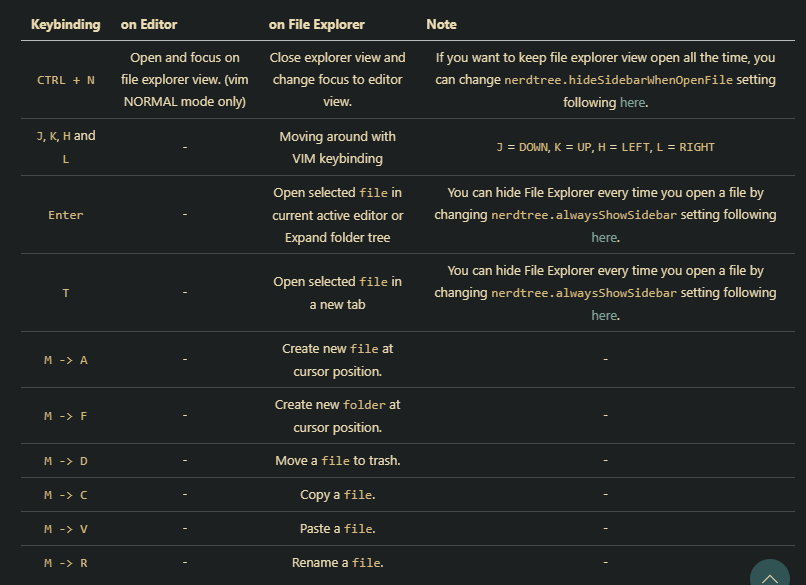 Keybinding on Editor on File Explorer Note
CTRL + N
Open and focus on
file explorer view. (vim
NORMAL mode only)
Close explorer view and
change focus to editor
view.
If you want to keep file explorer view open all the time, you
can change nerdtree.hideSidebarWhenOpenFile setting
following here.
J, K, H and
L
-
Moving around with
VIM keybinding
J = DOWN, K = UP, H = LEFT, L = RIGHT
Enter
-
Open selected file in
current active editor or
Expand folder tree
You can hide File Explorer every time you open a file by
changing nerdtree.alwaysShowSidebar setting following
here.
T
-
Open selected file in
a new tab
You can hide File Explorer every time you open a file by
changing nerdtree.alwaysShowSidebar setting following
here.
M -> A
-
Create new file at
cursor position.
-
M -> F
-
Create new folder at
cursor position.
-
M -> D - Move a file to trash. -
M -> C - Copy a file. -
M -> V - Paste a file. -
M -> R - Rename a file. -